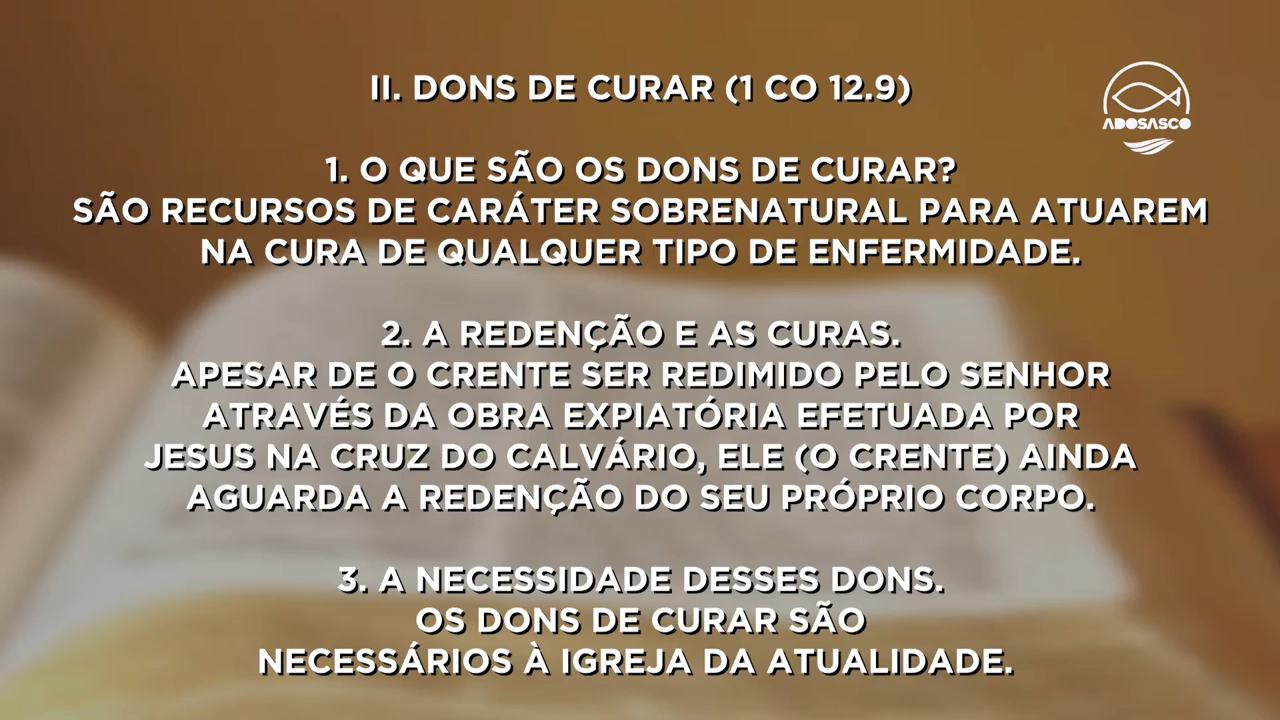 II. DONS DE CURAR (1 CO 12.9)
ADOSASCO
1. O QUE SÃO OS DONS DE CURAR?
SÃO RECURSOS DE CARÁTER SOBRENATURAL PARA ATUAREM
NA CURA DE QUALQUER TIPO DE ENFERMIDADE.
2. A REDENÇÃO E AS CURAS.
APESAR DE O CRENTE SER REDIMIDO PELO SENHOR
ATRAVÉS DA OBRA EXPIATÓRIA EFETUADA POR
JESUS NA CRUZ DO CALVÁRIO, ELE (O CRENTE) AINDA
AGUARDA A REDENÇÃO DO SEU PRÓPRIO CORPO.
3. A NECESSIDADE DESSES DONS.
OS DONS DE CURAR SÃO
NECESSÁRIOS À IGREJA DA ATUALIDADE.